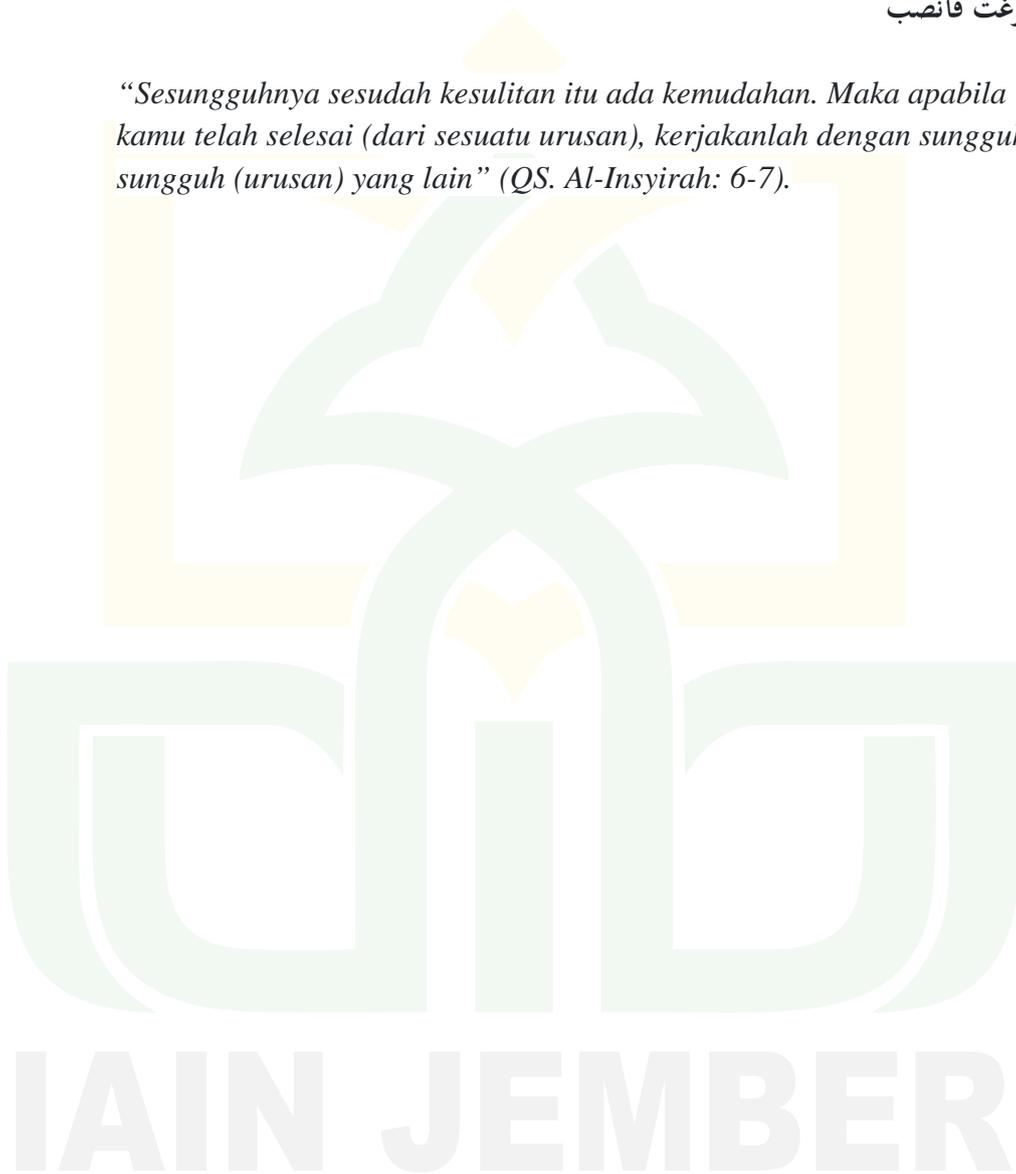 فانصب
“Sesungguhnya sesudah kesulitan itu ada kemudahan. Maka apabila
kamu telah selesai (dari sesuatu urusan), kerjakanlah dengan sungguh
sungguh (urusan) yang lain” (QS. Al-Insyirah: 6-7).
IAIN JEMBER